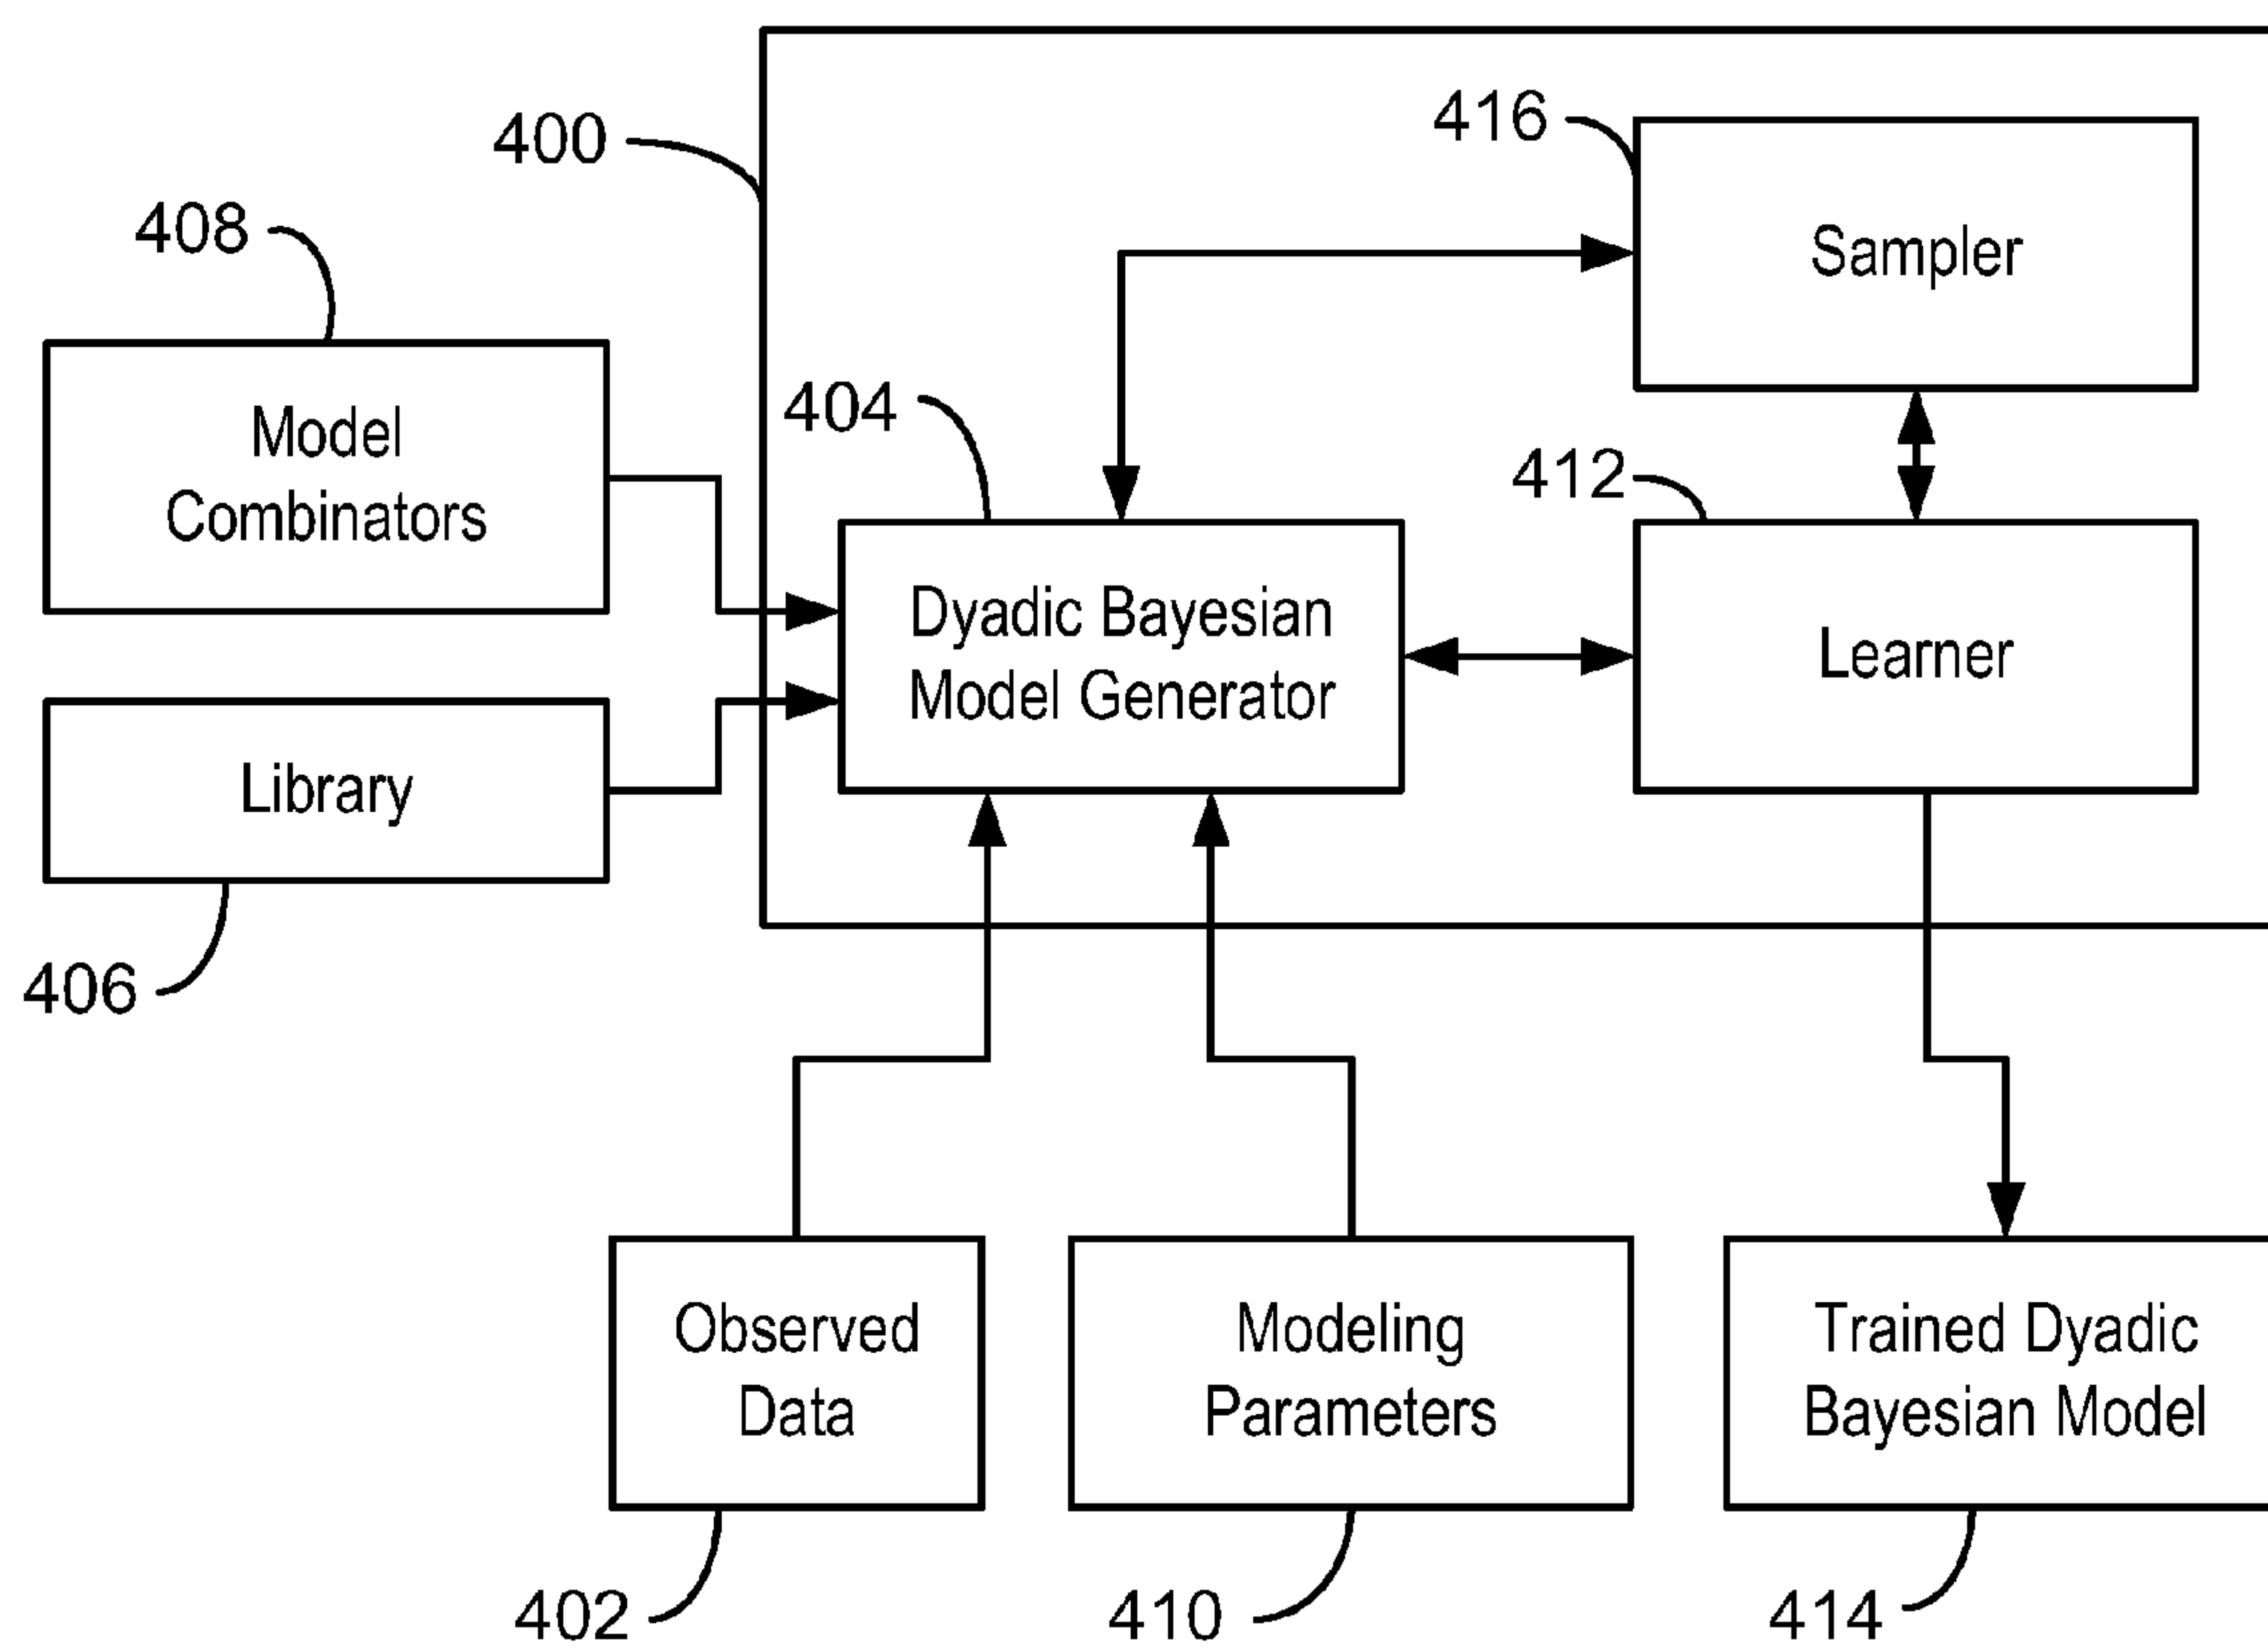 400
416
Sampler
408
Model
Combinators
404
412
Dyadic Bayesian
Model Generator
Learner
Library
406
Observed
Data
Modeling
Parameters
Trained Dyadic
Bayesian Model
402
410
414